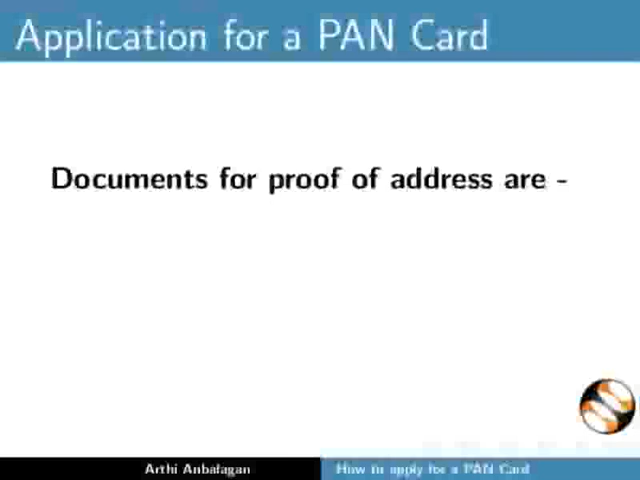 Application for a PAN Card
Documents for proof of address are -
Arthi Anbalagan
How to apply for a PAN Card